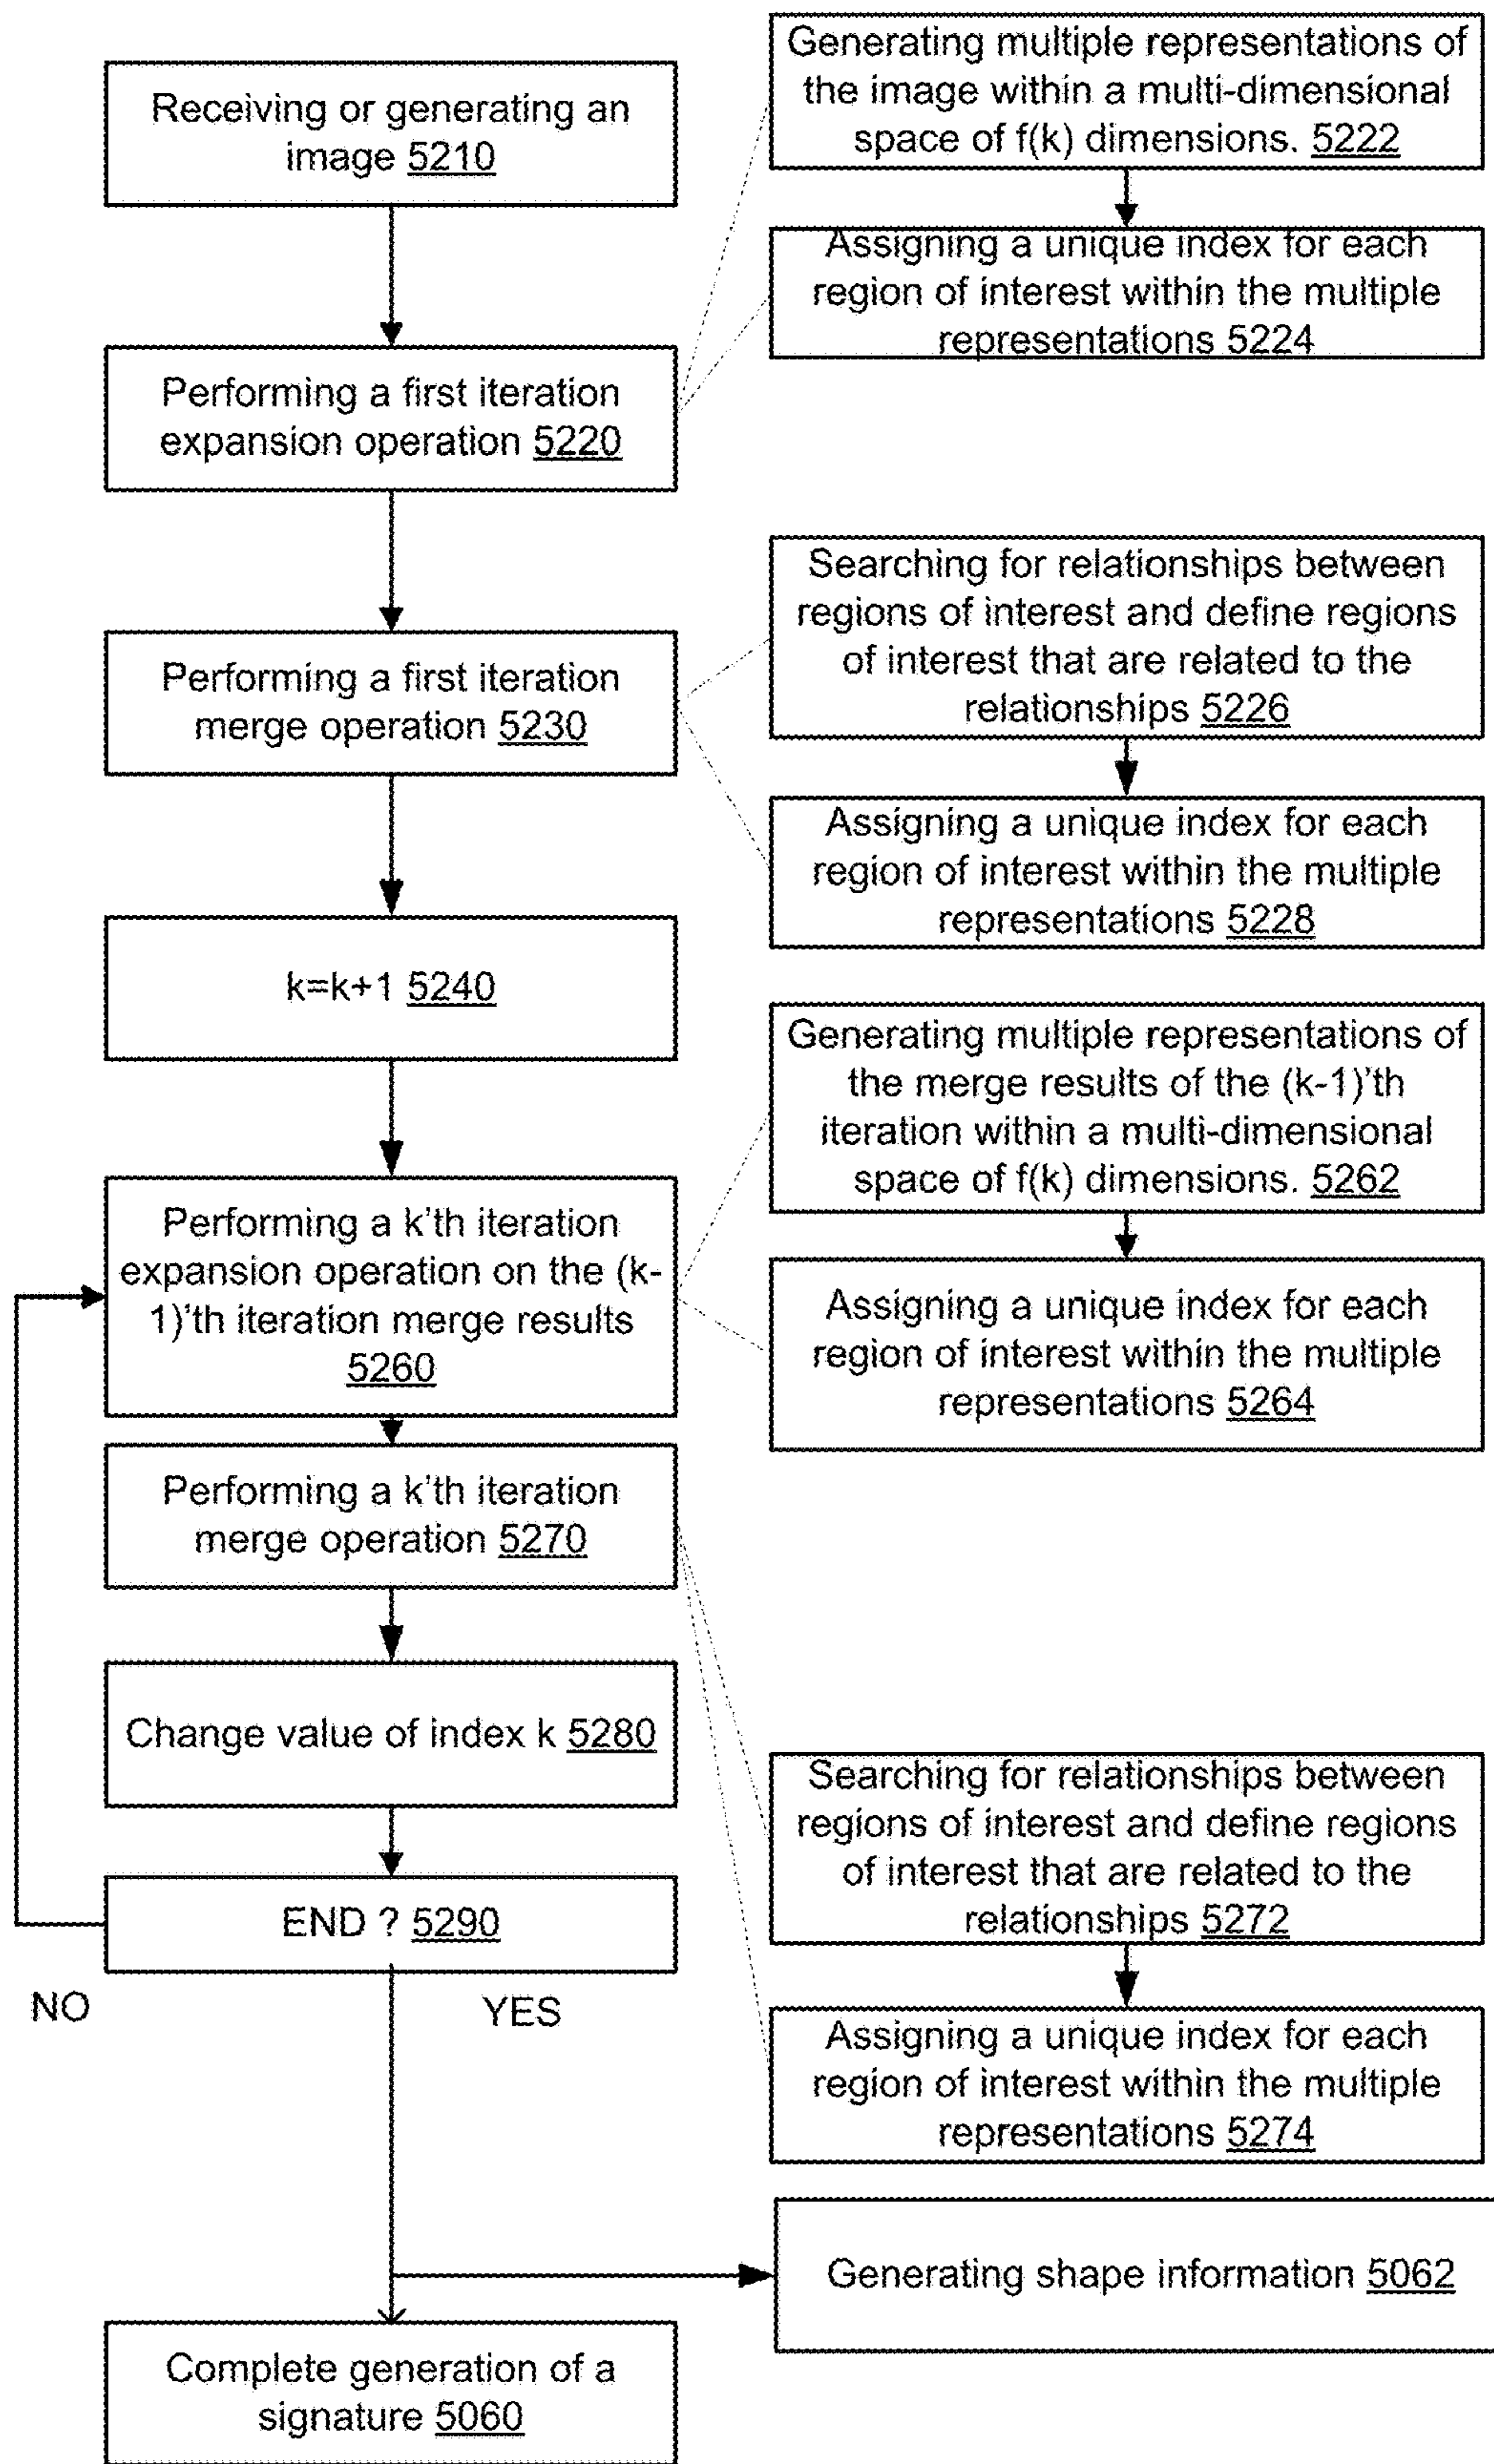 Receiving or generating an
image 5210
Generating multiple representations of
the image within a multi-dimensional
space of f(k) dimensions. 5222
Assigning a unique index for each
region of interest within the multiple
representations 5224
Performing a first iteration
expansion operation 5220
Searching for relationships between
regions of interest and define regions
of interest that are related to the
relationships 5226
Performing a first iteration
merge operation 5230
Assigning a unique index for each
region of interest within the multiple
representations 5228
k=k+1 5240
Generating multiple representations of
the merge results of the (k-1)'th
iteration within a multi-dimensional
space of f(k) dimensions. 5262
Performing a k'th iteration
expansion operation on the (k-
1)'th iteration merge results
5260
Assigning a unique index for each
region of interest within the multiple
representations 5264
Performing a k'th iteration
merge operation 5270
Change value of index k 5280
Searching for relationships between
regions of interest and define regions
of interest that are related to the
relationships 5272
END ? 5290
NO
YES
Assigning a unique index for each
region of interest within the multiple
representations 5274
Generating shape information 5062
Complete generation of a
signature 5060